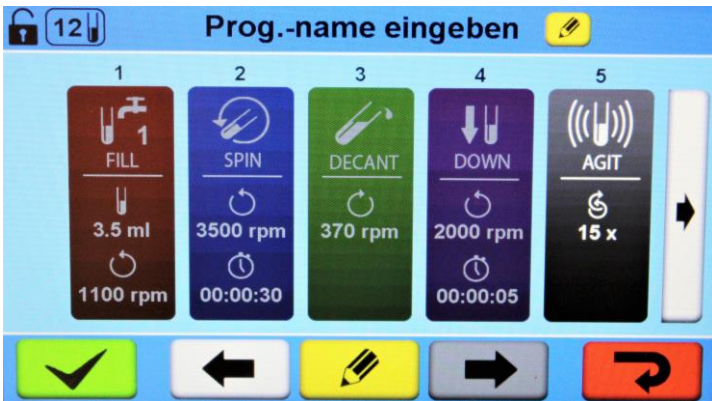 12
Prog.-name eingeben
1 2 3 4 5
1
FILL SPIN DECANT DOWN AGIT
3.5 ml 3500 rpm 370 rpm 2000 rpm 15 x
1100 rpm 00:00:30 00:00:05